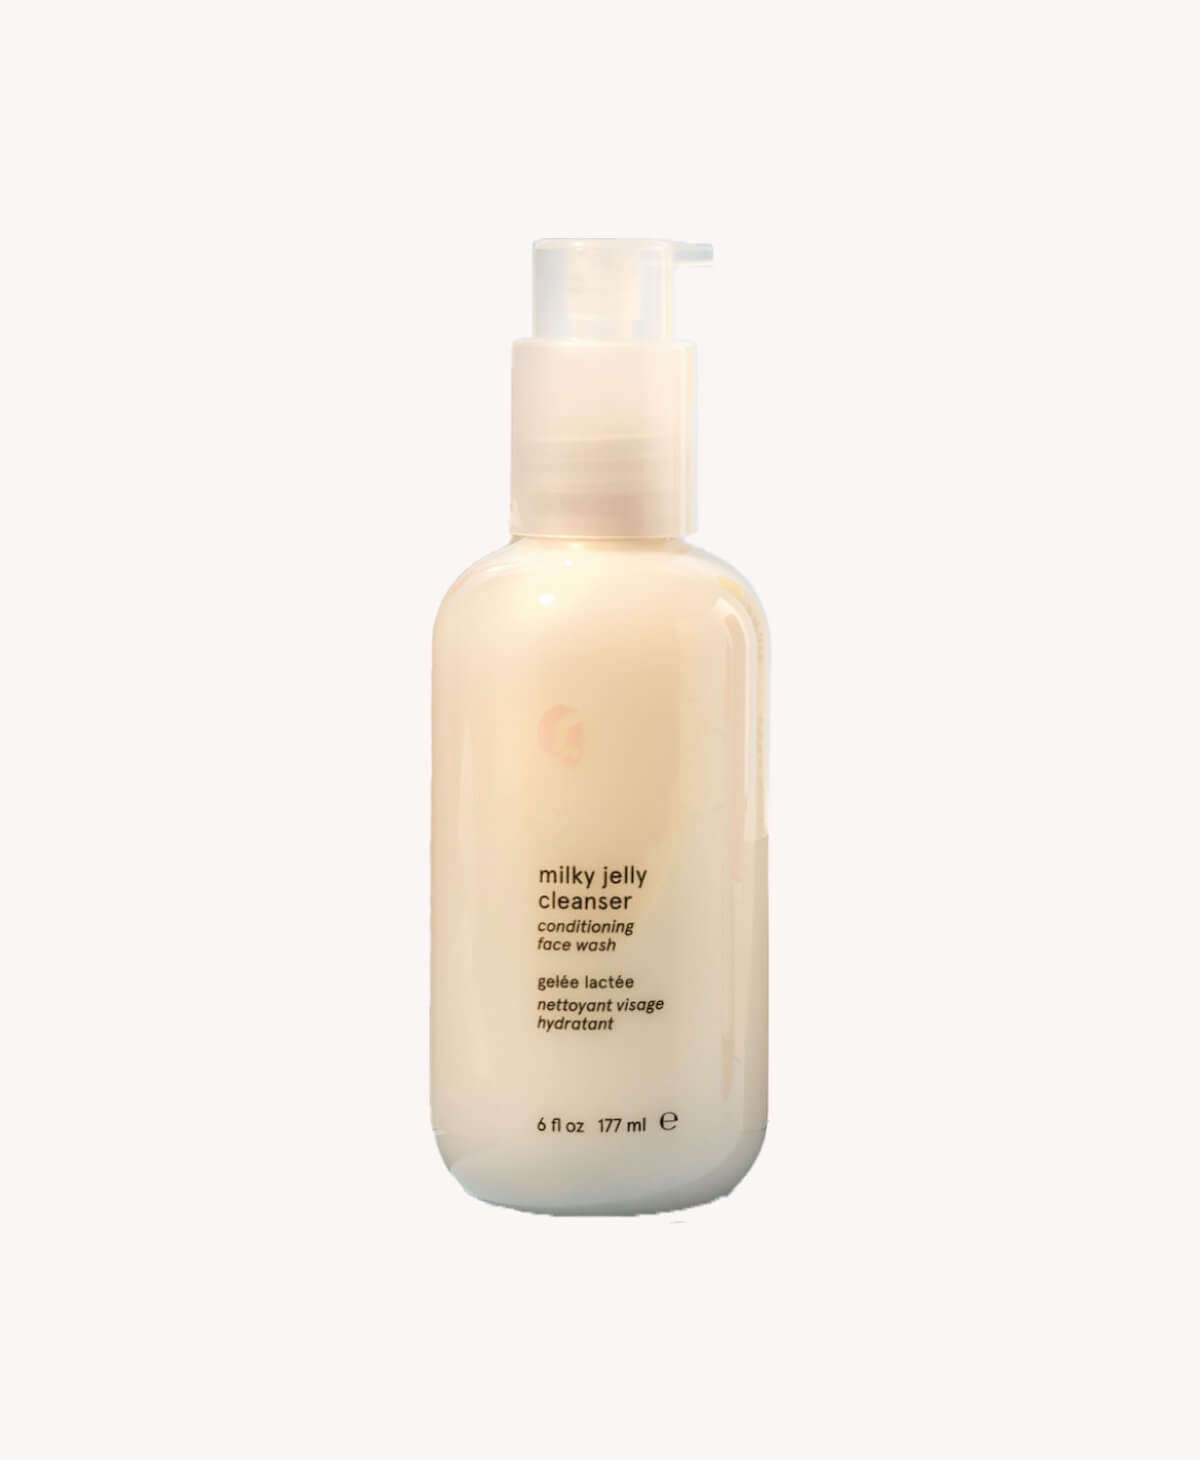 milky jelly
cleanser
conditioning
face wash
gelée lactée
nettoyant visage
hydratant
6 fl oz 177 ml ℮